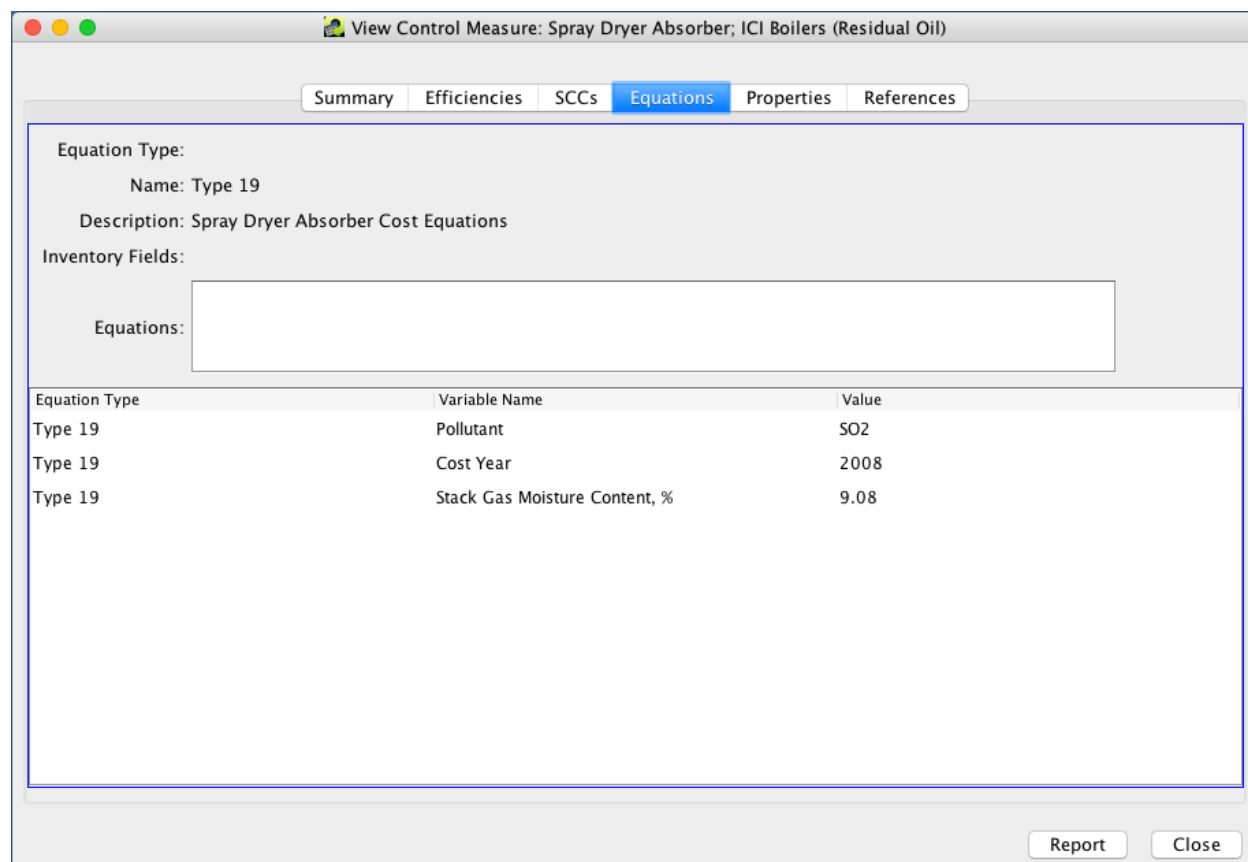 View Control Measure: Spray Dryer Absorber; ICI Boilers (Residual Oil)
Summary Efficiencies SCCs Equations Properties References
Equation Type:
Name: Type 19
Description: Spray Dryer Absorber Cost Equations
Inventory Fields:
Equations:
Equation Type Variable Name Value
Type 19 Pollutant SO2
Type 19 Cost Year 2008
Type 19 Stack Gas Moisture Content, % 9.08
Report Close